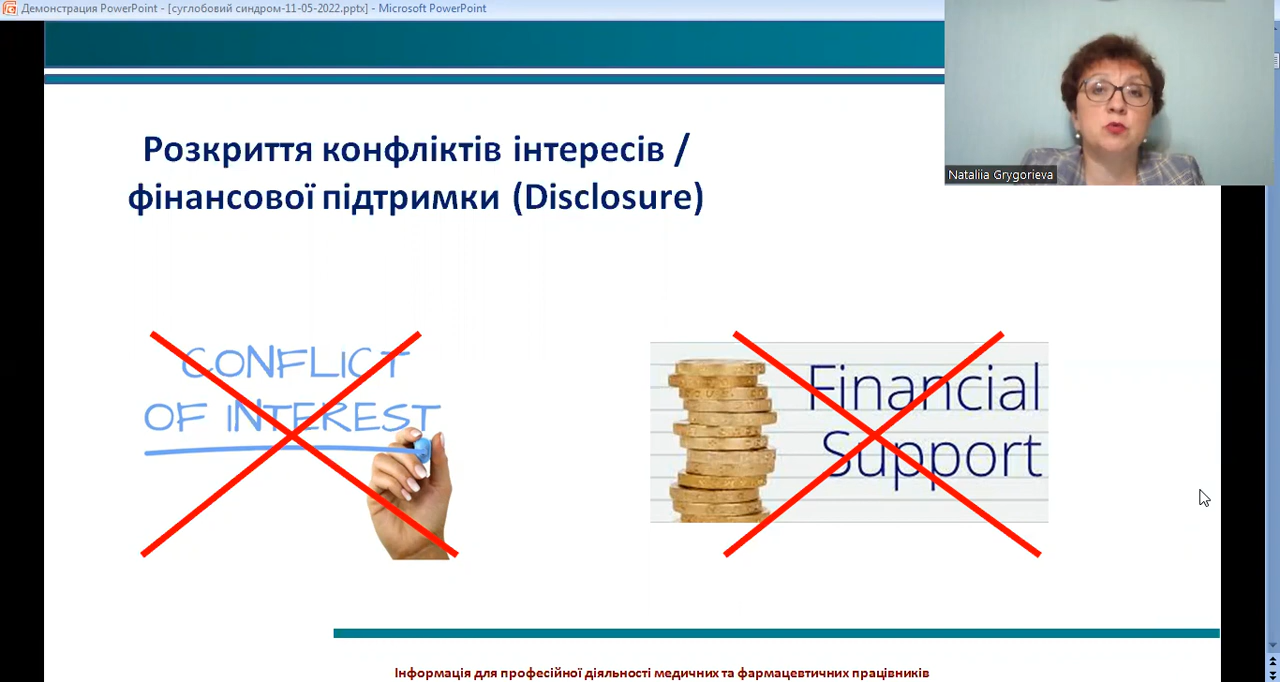 Демонстрация PowerPoint - [суглобовий синдром-11-05-2022.pptx] - Microsoft PowerPoint
Nataliia Grygorieva
Розкриття конфліктів інтересів /
фінансової підтримки (Disclosure)
CONFLICT
OF INTEREST
Financial
Support
Інформація для професійної діяльності медичних та фармацевтичних працівників